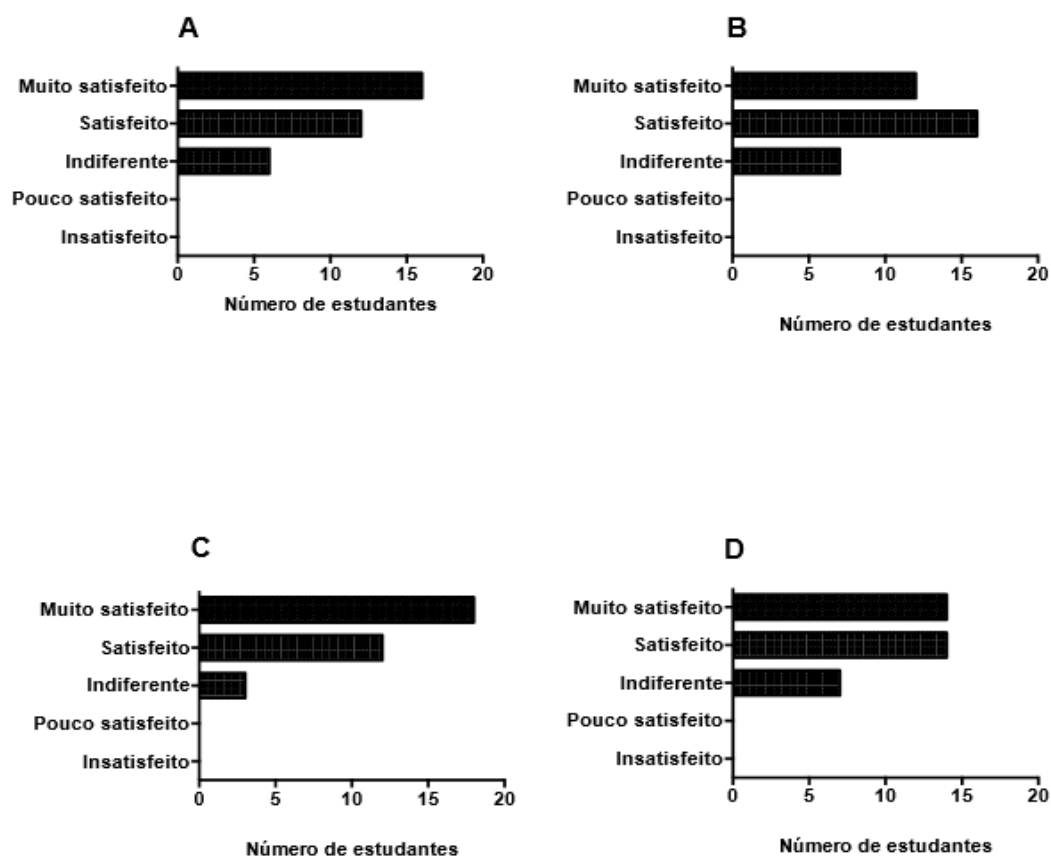 A
Muito satisfeito
Satisfeito
Indiferente
Pouco satisfeito
Insatisfeito
0 5 10 15 20
Número de estudantes
B
Muito satisfeito
Satisfeito
Indiferente
Pouco satisfeito
Insatisfeito
0 5 10 15 20
Número de estudantes
C
Muito satisfeito
Satisfeito
Indiferente
Pouco satisfeito
Insatisfeito
0 5 10 15 20
Número de estudantes
D
Muito satisfeito
Satisfeito
Indiferente
Pouco satisfeito
Insatisfeito
0 5 10 15 20
Número de estudantes